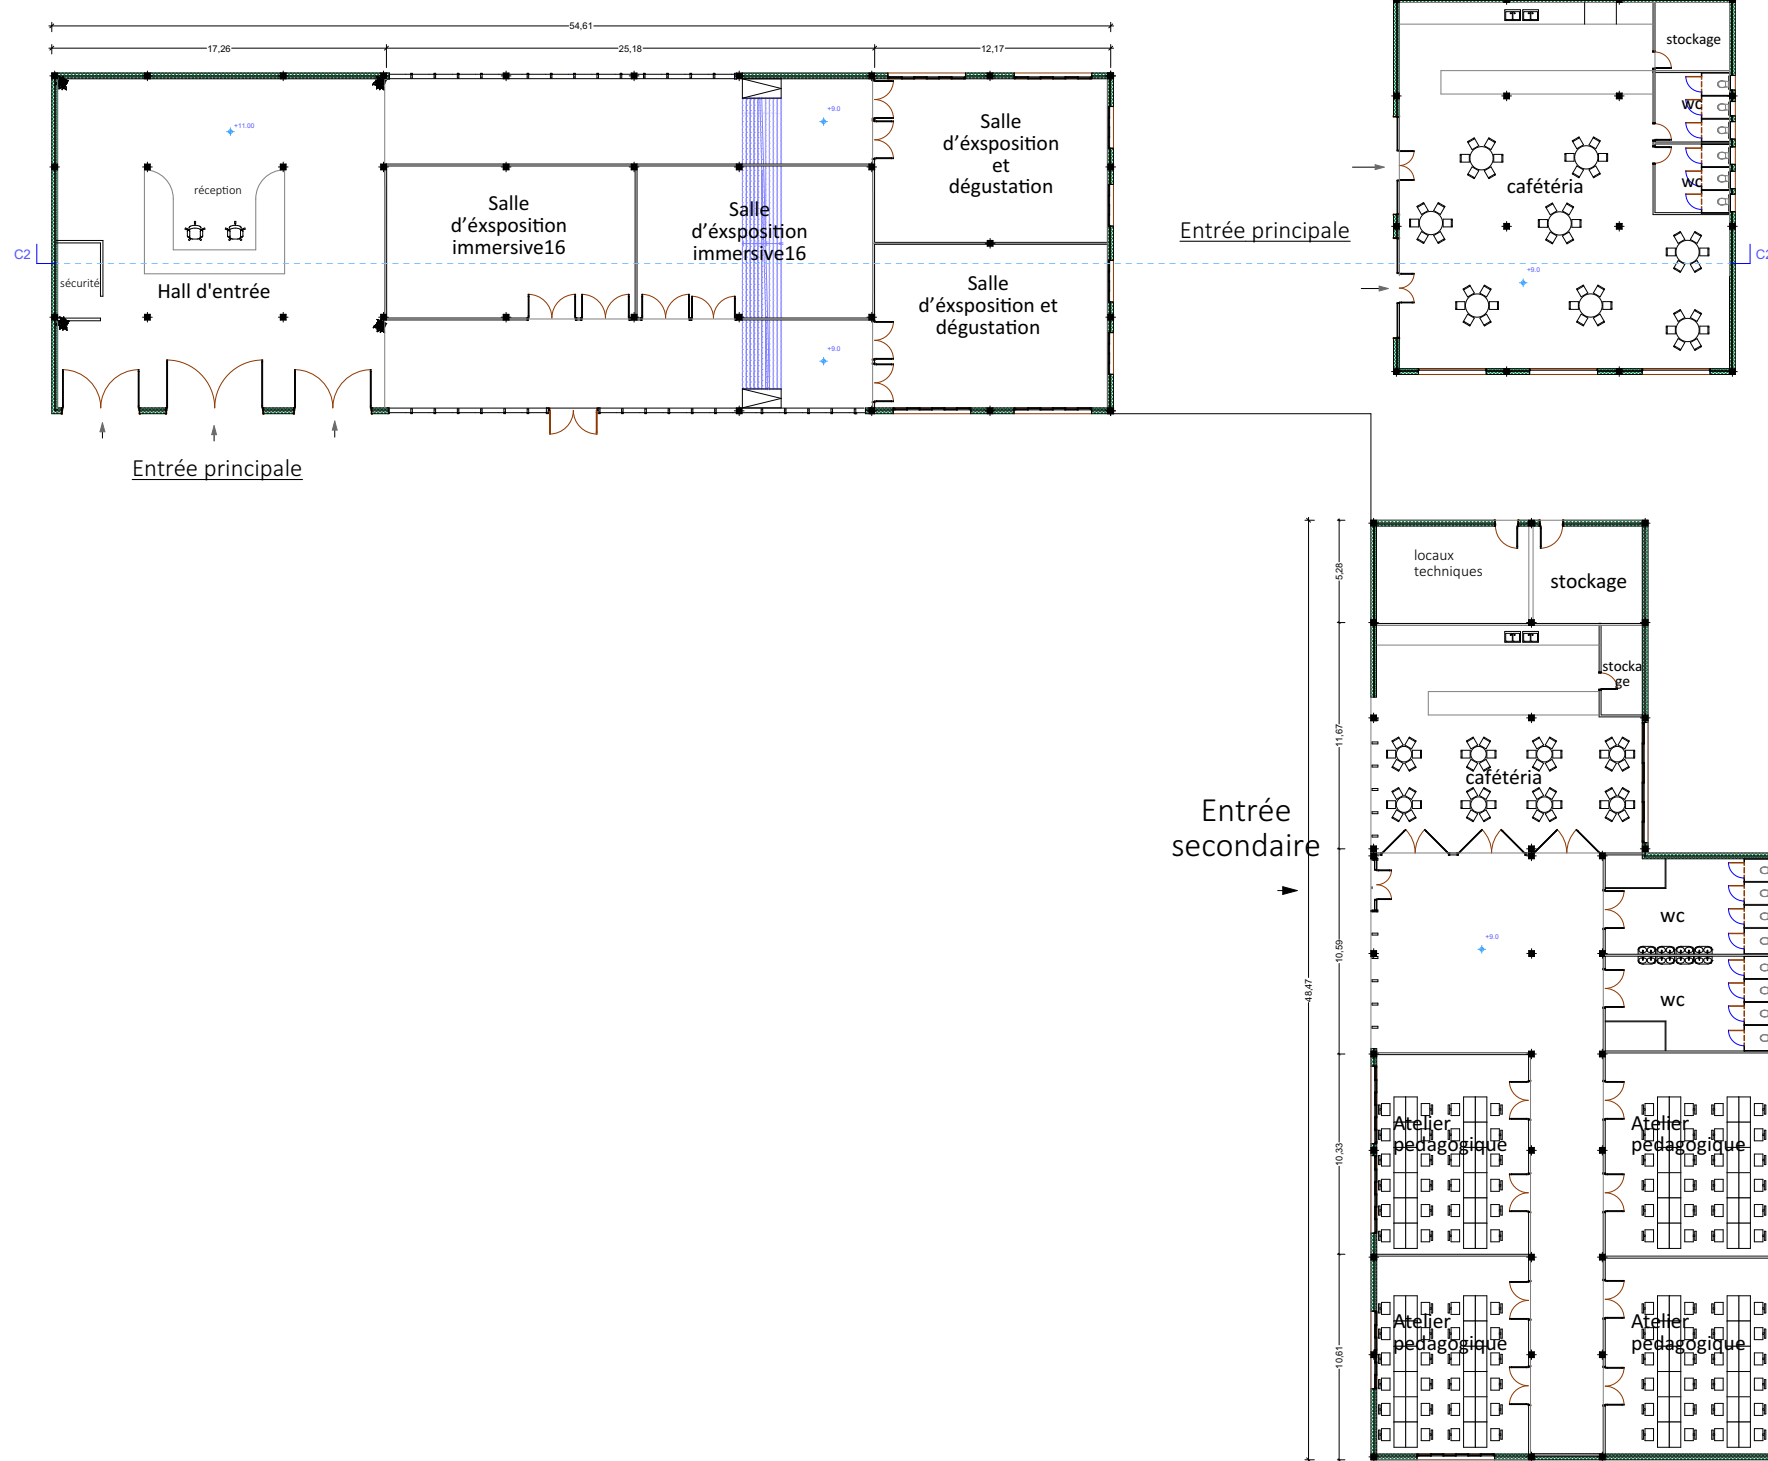 54,61
17,26
25,18
12,17
+11.00
réception
sécurité
Hall d'entrée
C2
Salle
d'éxsposition
immersive16
Salle
d'éxsposition
immersive16
+9.0
+9.0
Salle
d'éxsposition
et
dégustation
Salle
d'éxsposition et
dégustation
Entrée principale
Entrée principale
stockage
wc
wc
cafétéria
+9.0
C2
48,47
5,28
11,67
10,59
10,33
10,61
locaux
techniques
stockage
stocka
ge
cafétéria
Entrée
secondaire
+9.0
wc
wc
Atelier
pedagogique
Atelier
pedagogique
Atelier
pedagogique
Atelier
pedagogique